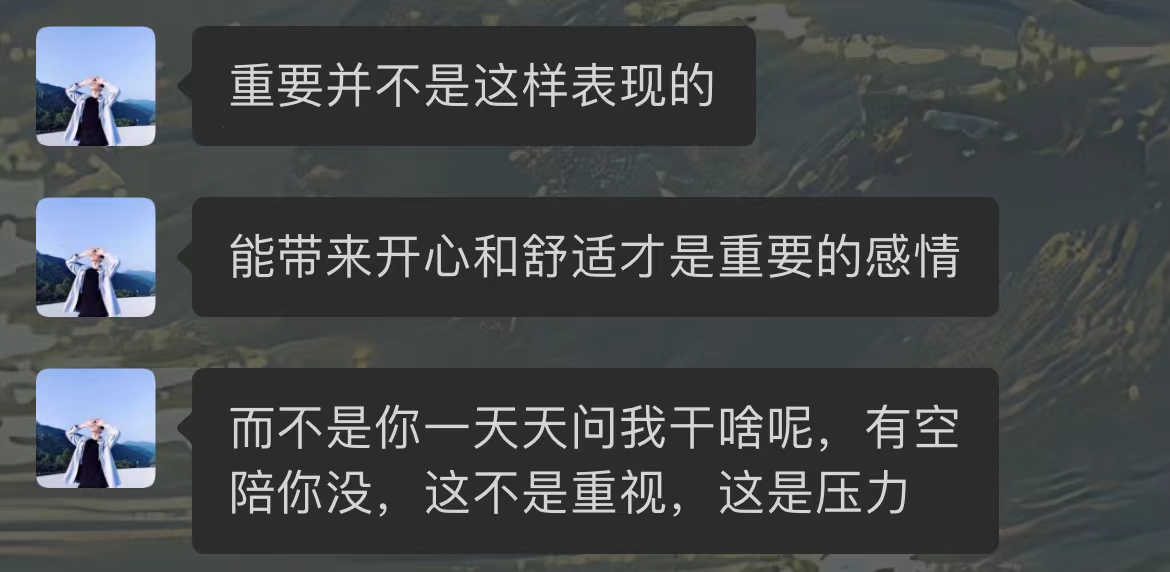 重要并不是这样表现的
能带来开心和舒适才是重要的感情
而不是你一天天问我干啥呢，有空
陪你没，这不是重视，这是压力